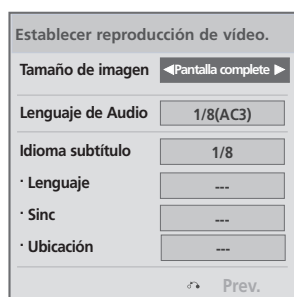 Establecer reproducción de vídeo.
Tamaño de imagen ◀Pantalla complete ▶
Lenguaje de Audio 1/8(AC3)
Idioma subtítulo 1/8
· Lenguaje ---
· Sinc ---
· Ubicación ---
Prev.